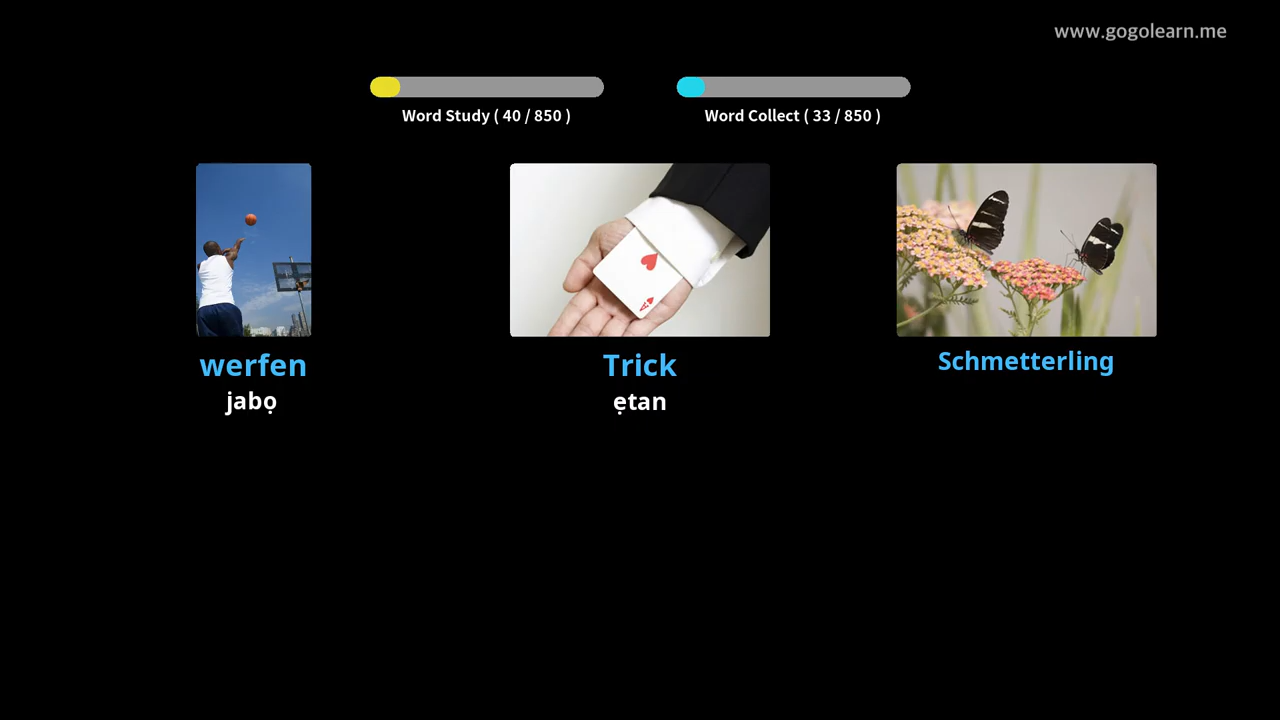 www.gogolearn.me
Word Study ( 40 / 850 )
Word Collect ( 33 / 850 )
werfen
jabọ
Trick
ẹtan
Schmetterling